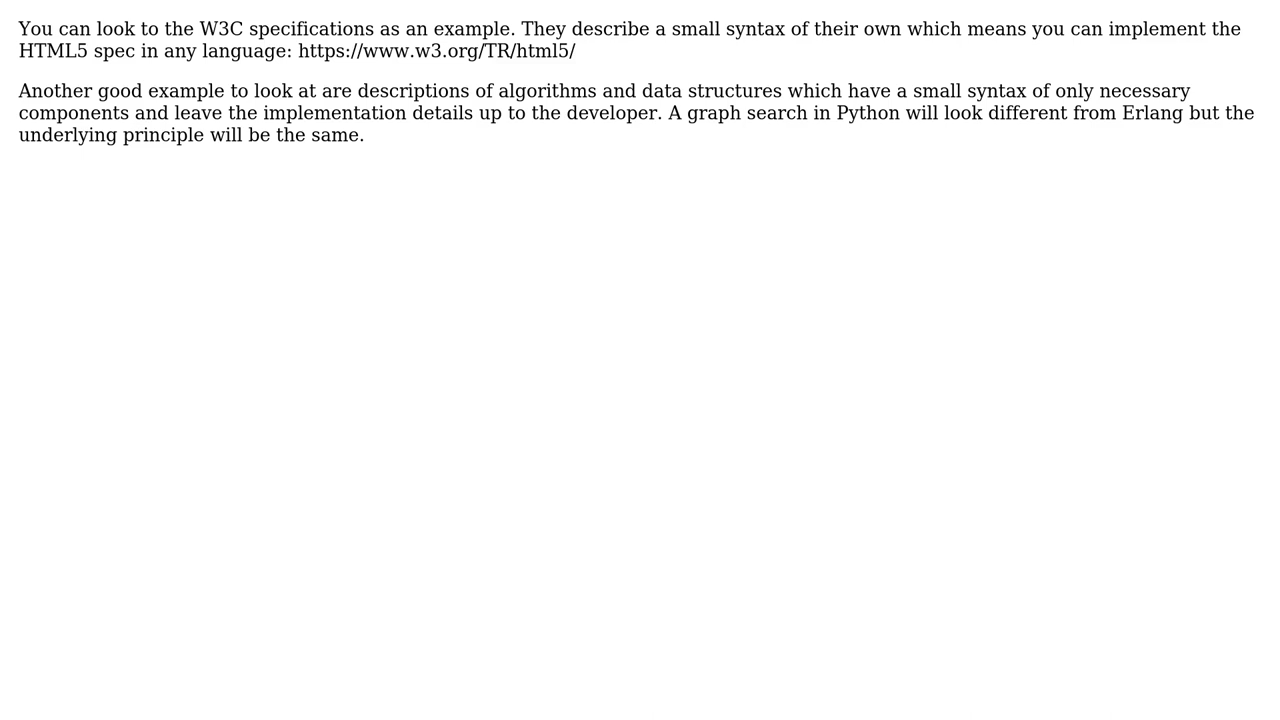 You can look to the W3C specifications as an example. They describe a small syntax of their own which means you can implement the
HTML5 spec in any language: https://www.w3.org/TR/html5/
Another good example to look at are descriptions of algorithms and data structures which have a small syntax of only necessary
components and leave the implementation details up to the developer. A graph search in Python will look different from Erlang but the
underlying principle will be the same.